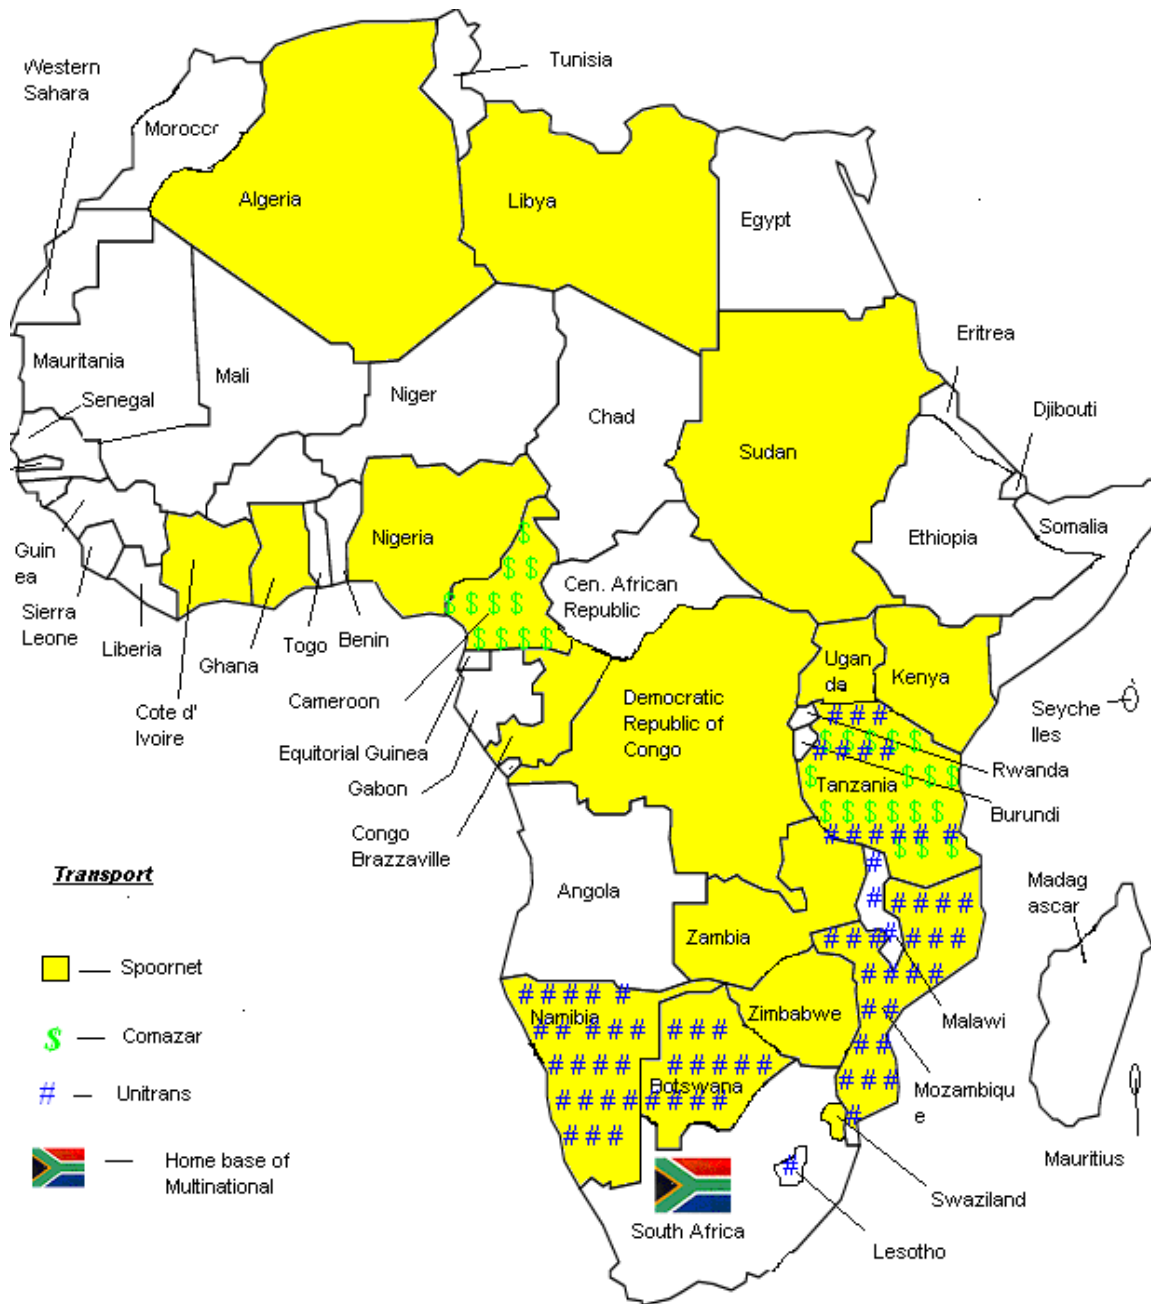 Western
Sahara
Tunisia
Morocc
Algeria
Libya
Egypt
Eritrea
Mauritania
Mali
Niger
Chad
Sudan
Djibouti
Senegal
Nigeria
Ethiopia
Somalia
Guin
ea
Sierra
Leone
Liberia
Togo
Benin
Ghana
Cote d'
Ivoire
Cameroon
Cen. African
Republic
Equitorial Guinea
Gabon
Congo
Brazzaville
Democratic
Republic of
Congo
Ugan
da
Kenya
Seyche
lles
Rwanda
Burundi
Tanzania
Angola
Zambia
Madag
ascar
Namibia
Zimbabwe
Malawi
Botswana
Mozambiqu
e
Mauritius
Swaziland
South Africa
Lesotho
Transport
Spoornet
$ Comazar
# Unitrans
Home base of
Multinational